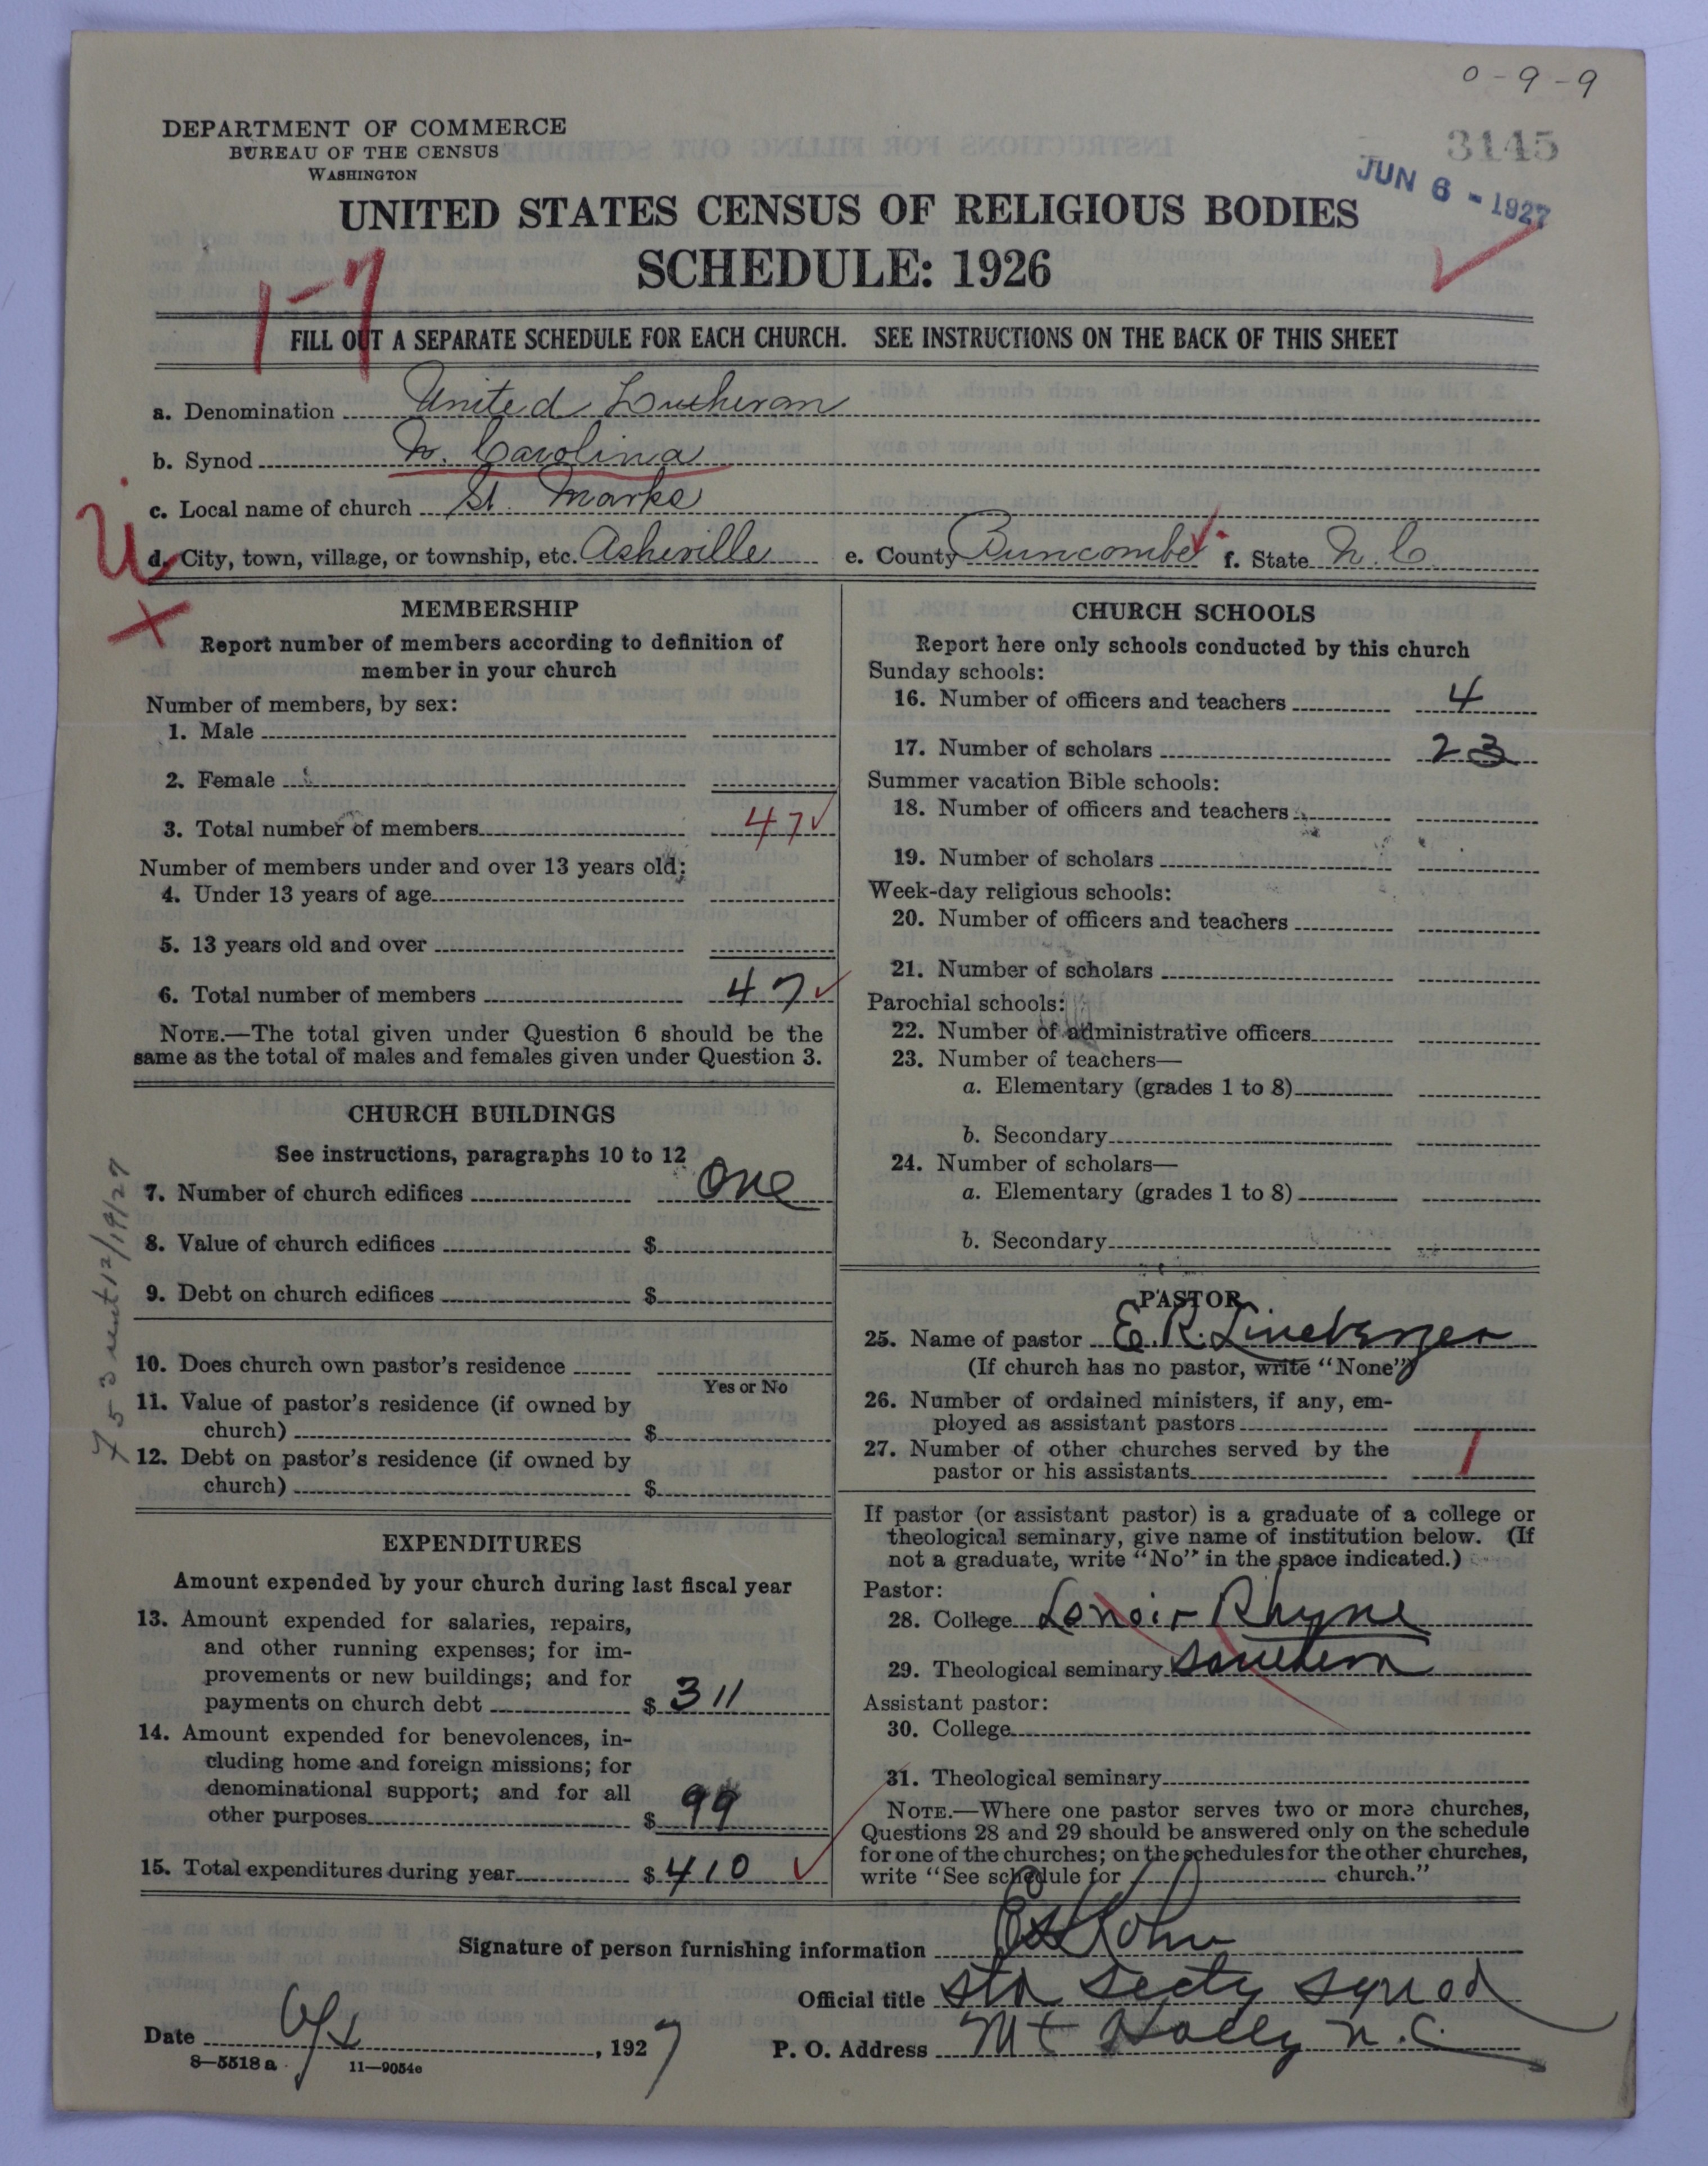 0-9-9
DEPARTMENT OF COMMERCE
BUREAU OF THE CENSUS
WASHINGTON
3145
JUN 6 - 1927
UNITED STATES CENSUS OF RELIGIOUS BODIES
SCHEDULE: 1926
1-7
FILL OUT A SEPARATE SCHEDULE FOR EACH CHURCH. SEE INSTRUCTIONS ON THE BACK OF THIS SHEET
a. Denomination United Lutheran
b. Synod N. Carolina
c. Local name of church St. Marks
d. City, town, village, or township, etc. Asheville e. County Buncombe f. State N. C.
MEMBERSHIP
Report number of members according to definition of
member in your church
Number of members, by sex:
1. Male
2. Female
3. Total number of members 47
Number of members under and over 13 years old:
4. Under 13 years of age
5. 13 years old and over
6. Total number of members 47
NOTE.—The total given under Question 6 should be the
same as the total of males and females given under Question 3.
CHURCH BUILDINGS
See instructions, paragraphs 10 to 12
7. Number of church edifices One
8. Value of church edifices $
9. Debt on church edifices $
10. Does church own pastor's residence
Yes or No
11. Value of pastor's residence (if owned by
church) $
12. Debt on pastor's residence (if owned by
church) $
EXPENDITURES
Amount expended by your church during last fiscal year
13. Amount expended for salaries, repairs,
and other running expenses; for im-
provements or new buildings; and for
payments on church debt $ 311
14. Amount expended for benevolences, in-
cluding home and foreign missions; for
denominational support; and for all
other purposes $ 99
15. Total expenditures during year $ 410
CHURCH SCHOOLS
Report here only schools conducted by this church
Sunday schools:
16. Number of officers and teachers 4
17. Number of scholars 23
Summer vacation Bible schools:
18. Number of officers and teachers
19. Number of scholars
Week-day religious schools:
20. Number of officers and teachers
21. Number of scholars
Parochial schools:
22. Number of administrative officers
23. Number of teachers—
a. Elementary (grades 1 to 8)
b. Secondary
24. Number of scholars—
a. Elementary (grades 1 to 8)
b. Secondary
PASTOR
25. Name of pastor E. R. Lineberger
(If church has no pastor, write "None")
26. Number of ordained ministers, if any, em-
ployed as assistant pastors
27. Number of other churches served by the
pastor or his assistants 1
If pastor (or assistant pastor) is a graduate of a college or
theological seminary, give name of institution below. (If
not a graduate, write "No" in the space indicated.)
Pastor:
28. College Lenoir Rhyne
29. Theological seminary Southern
Assistant pastor:
30. College
31. Theological seminary
NOTE.—Where one pastor serves two or more churches,
Questions 28 and 29 should be answered only on the schedule
for one of the churches; on the schedules for the other churches,
write "See schedule for church."
Signature of person furnishing information
Official title Sta Secty Synod
Date 6/1, 1927
P. O. Address Mt Holly N. C.
8—5518 a 11—9054c